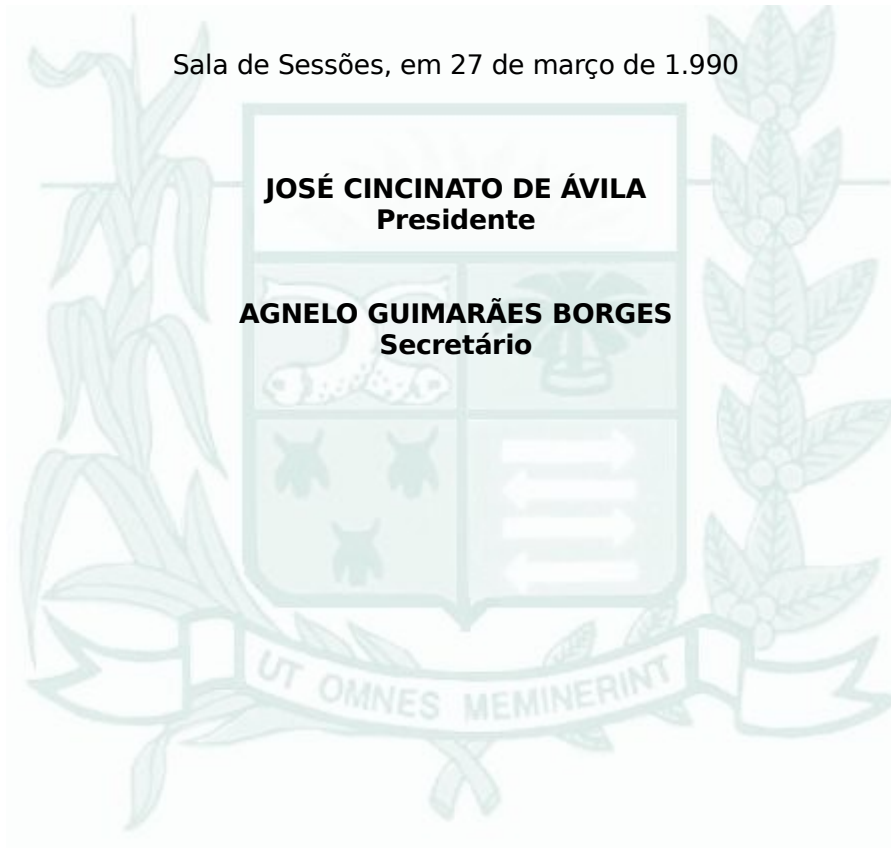 Sala de Sessões, em 27 de março de 1.990
JOSÉ CINCINATO DE ÁVILA
Presidente
AGNELO GUIMARÃES BORGES
Secretário
UT OMNES MEMINERINT